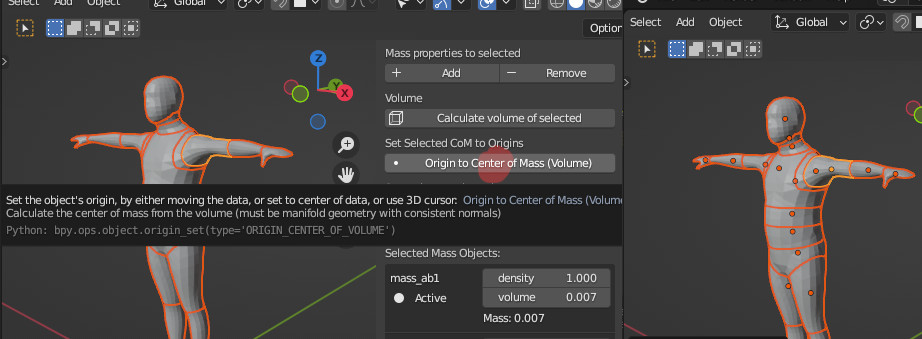 Select Add Object
Global
Option
Mass properties to selected
+ Add
− Remove
Volume
Calculate volume of selected
Set Selected CoM to Origins
Origin to Center of Mass (Volume)
Z
Y
X
Set the object's origin, by either moving the data, or set to center of data, or use 3D cursor: Origin to Center of Mass (Volume
Calculate the center of mass from the volume (must be manifold geometry with consistent normals)
Python: bpy.ops.object.origin_set(type='ORIGIN_CENTER_OF_VOLUME')
Selected Mass Objects:
mass_ab1
density 1.000
Active
volume 0.007
Mass: 0.007
Select Add Object
Global